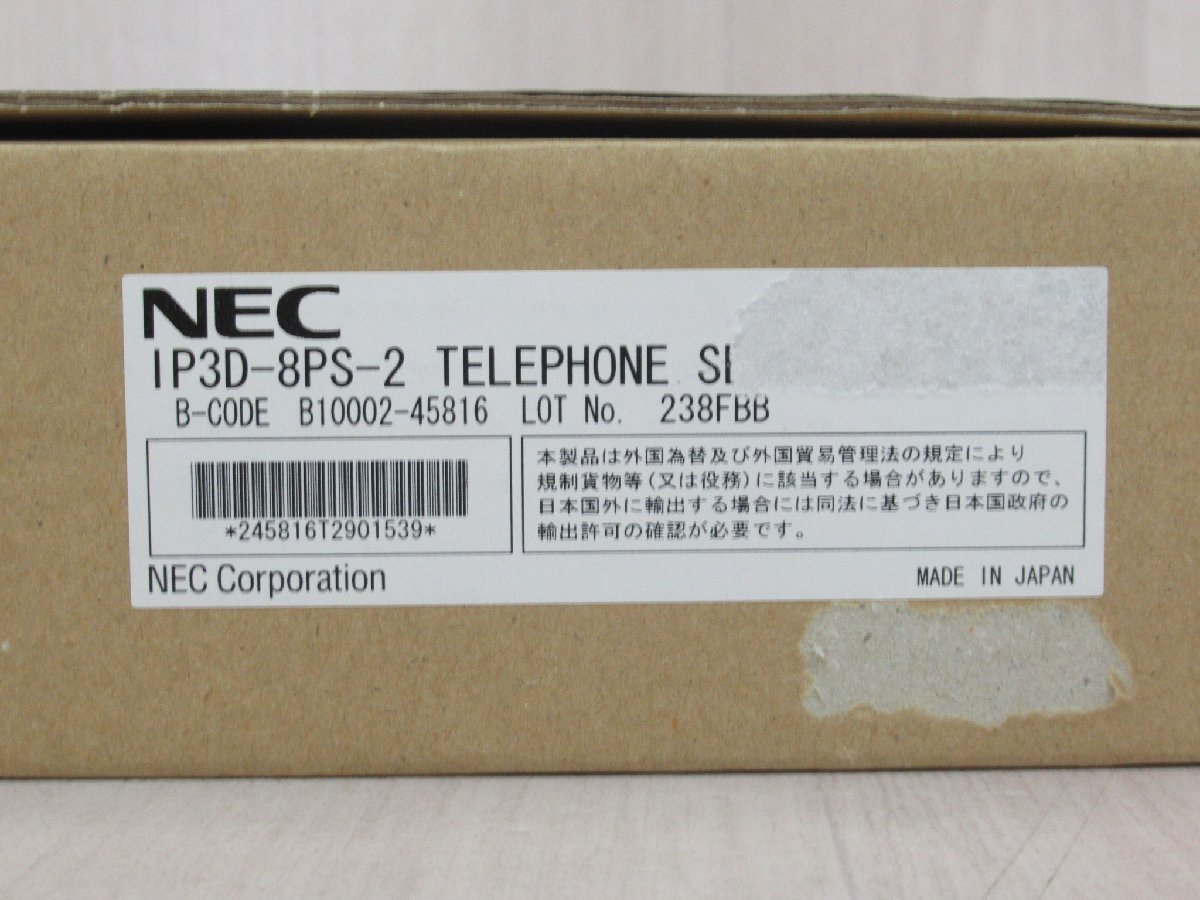 NEC
IP3D-8PS-2 TELEPHONE
B-CODE B10002-45816 LOT No. 238FBB
*245816T2901539*
本製品は外国為替及び外国貿易管理法の規定により
規制貨物等(又は役務)に該当する場合がありますので、
日本国外に輸出する場合には同法に基づき日本国政府の
輸出許可の確認が必要です。
NEC Corporation
MADE IN JAPAN